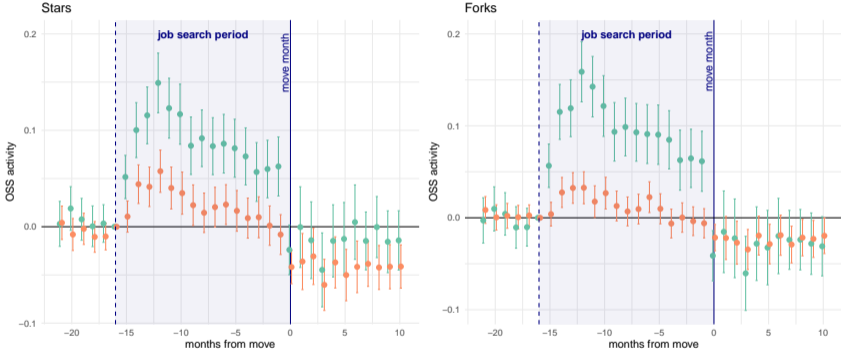 Stars
Forks
OSS activity
0.2
0.1
0.0
−0.1
job search period
move month
−20
−15
−10
−5
0
5
10
months from move
OSS activity
0.2
0.1
0.0
−0.1
job search period
move month
−20
−15
−10
−5
0
5
10
months from move